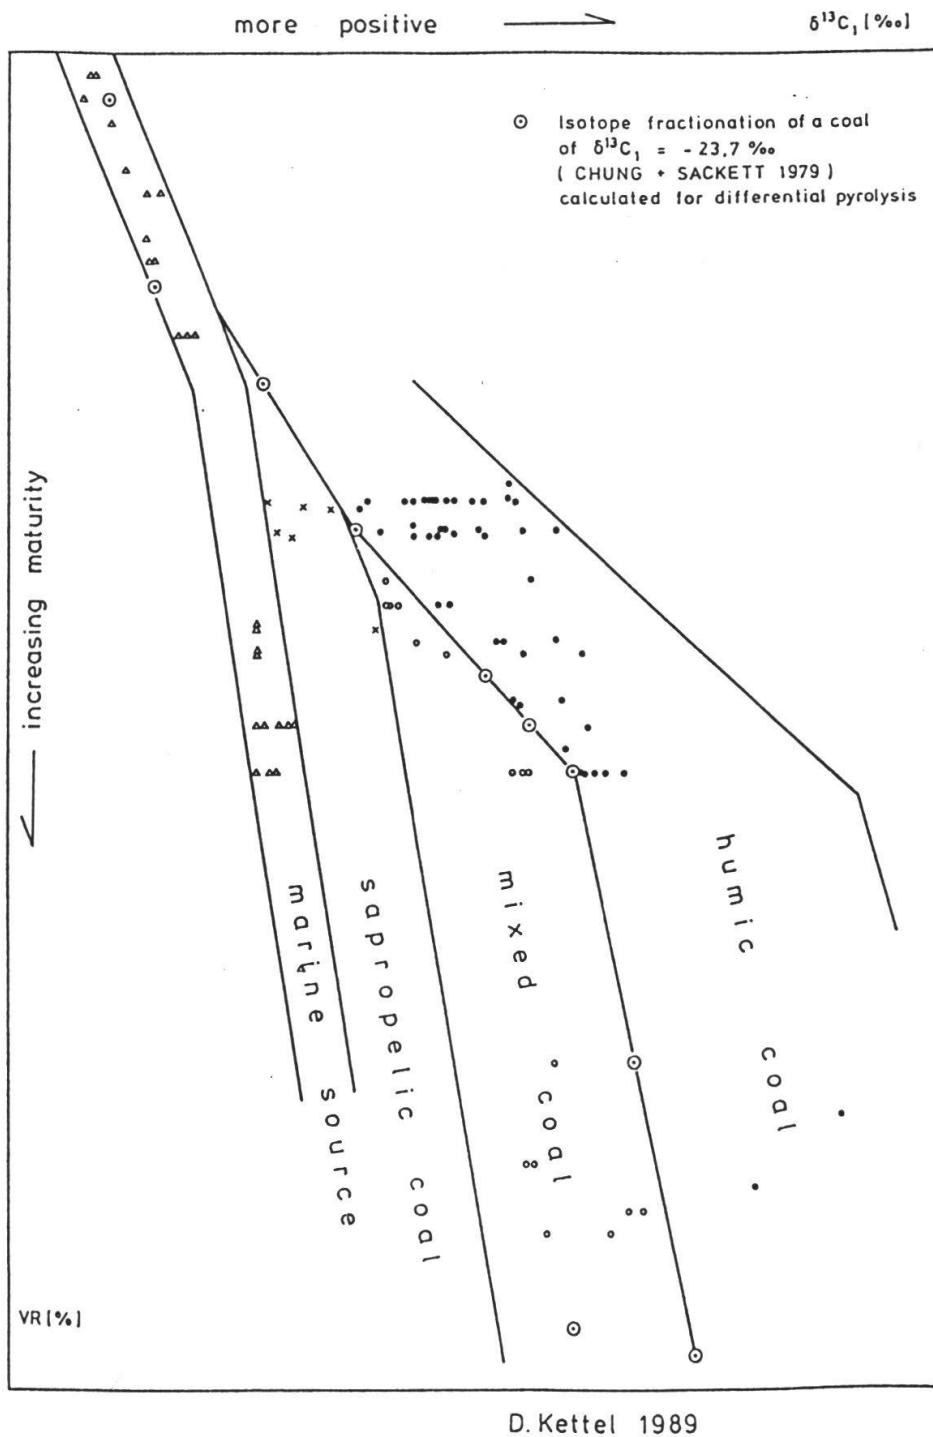 more positive → δ¹³C₁ [‰]
⊙ Isotope fractionation of a coal
of δ¹³C₁ = -23,7 ‰
( CHUNG + SACKETT 1979 )
calculated for differential pyrolysis
← increasing maturity
marine source
sapropelic coal
mixed coal
humic coal
VR [%]
D. Kettel 1989